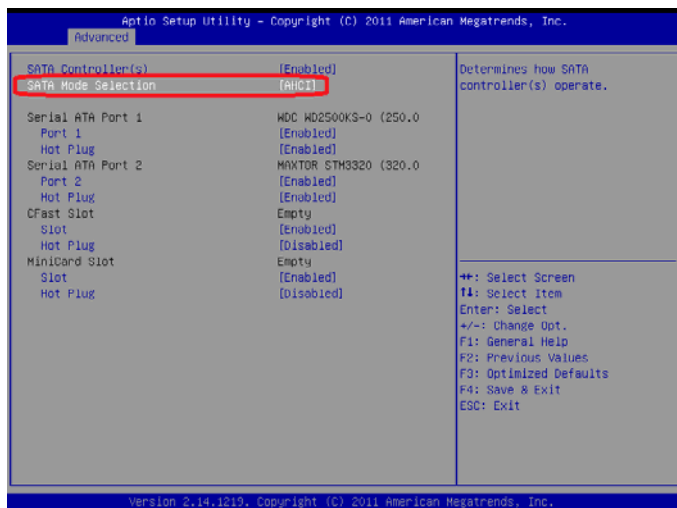 Aptio Setup Utility - Copyright (C) 2011 American Megatrends, Inc.
Advanced
SATA Controller(s) [Enabled]
SATA Mode Selection [AHCI]
Serial ATA Port 1 WDC WD2500KS-0 (250.0
Port 1 [Enabled]
Hot Plug [Enabled]
Serial ATA Port 2 MAXTOR STM3320 (320.0
Port 2 [Enabled]
Hot Plug [Enabled]
CFast Slot Empty
Slot [Enabled]
Hot Plug [Disabled]
MiniCard Slot Empty
Slot [Enabled]
Hot Plug [Disabled]
Determines how SATA
controller(s) operate.
→←: Select Screen
↑↓: Select Item
Enter: Select
+/-: Change Opt.
F1: General Help
F2: Previous Values
F3: Optimized Defaults
F4: Save & Exit
ESC: Exit
Version 2.14.1219. Copyright (C) 2011 American Megatrends, Inc.